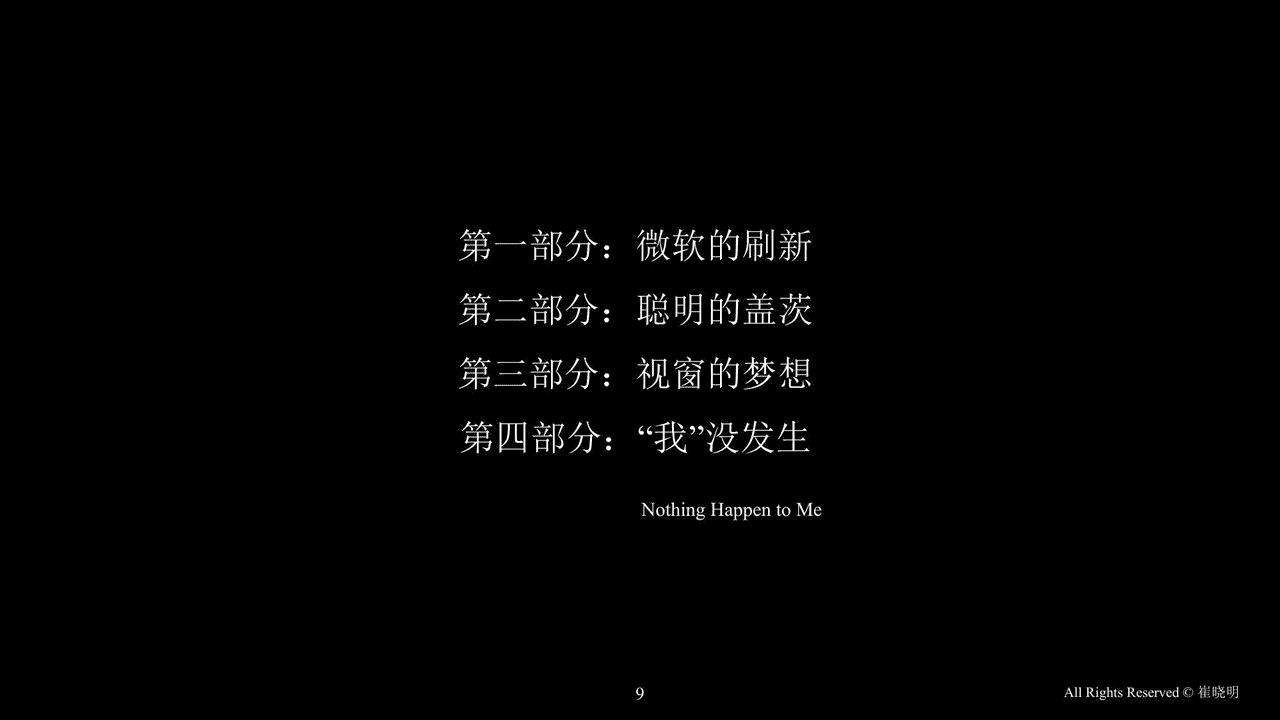 第一部分：微软的刷新
第二部分：聪明的盖茨
第三部分：视窗的梦想
第四部分：“我”没发生
Nothing Happen to Me
9
All Rights Reserved © 崔晓明